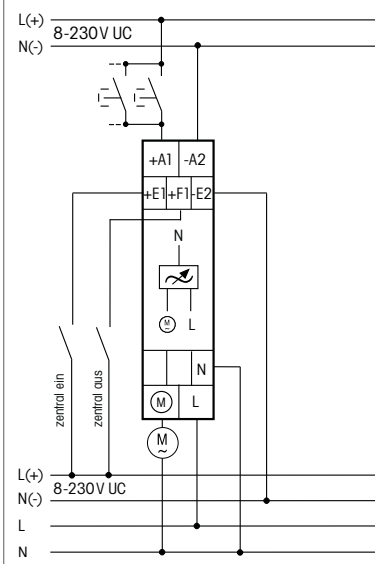 L(+)
8-230V UC
N(-)
+A1 -A2
+E1 +F1 -E2
N
M L
zentral ein
zentral aus
N
M L
M
~
L(+)
8-230V UC
N(-)
L
N